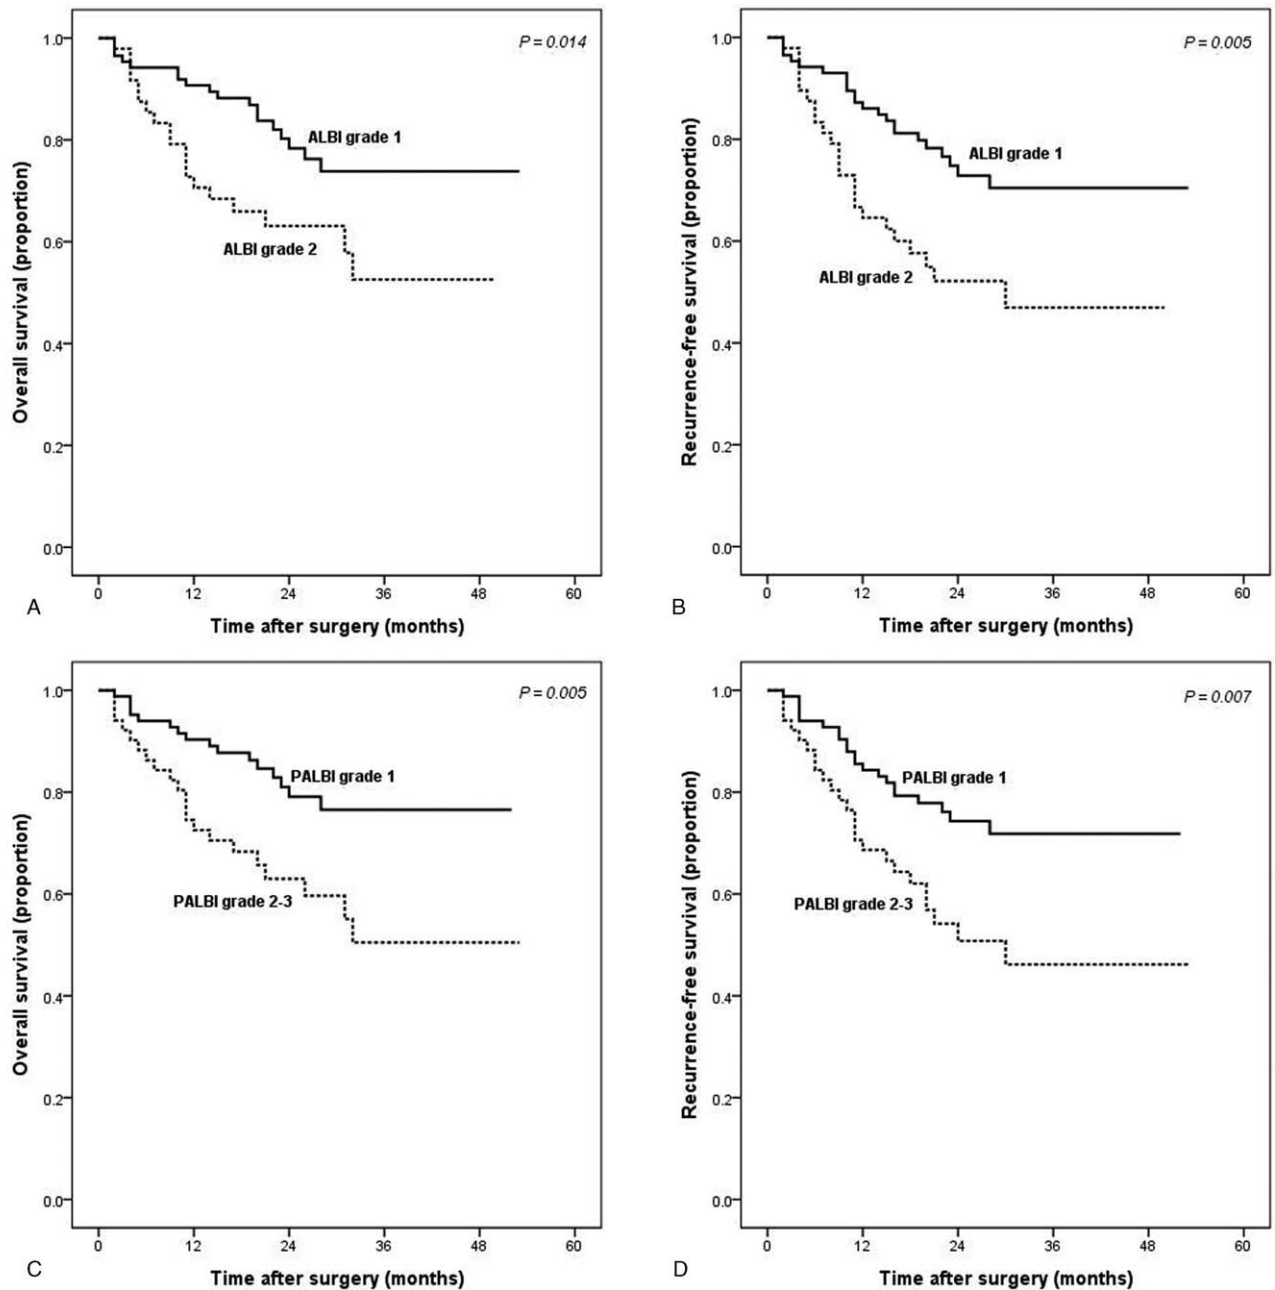 P = 0.014
1.0
0.8
0.6
0.4
0.2
0.0
ALBI grade 1
ALBI grade 2
Overall survival (proportion)
0 12 24 36 48 60
Time after surgery (months)
A
P = 0.005
1.0
0.8
0.6
0.4
0.2
0.0
ALBI grade 1
ALBI grade 2
Recurrence-free survival (proportion)
0 12 24 36 48 60
Time after surgery (months)
B
P = 0.005
1.0
0.8
0.6
0.4
0.2
0.0
PALBI grade 1
PALBI grade 2-3
Overall survival (proportion)
0 12 24 36 48 60
Time after surgery (months)
C
P = 0.007
1.0
0.8
0.6
0.4
0.2
0.0
PALBI grade 1
PALBI grade 2-3
Recurrence-free survival (proportion)
0 12 24 36 48 60
Time after surgery (months)
D